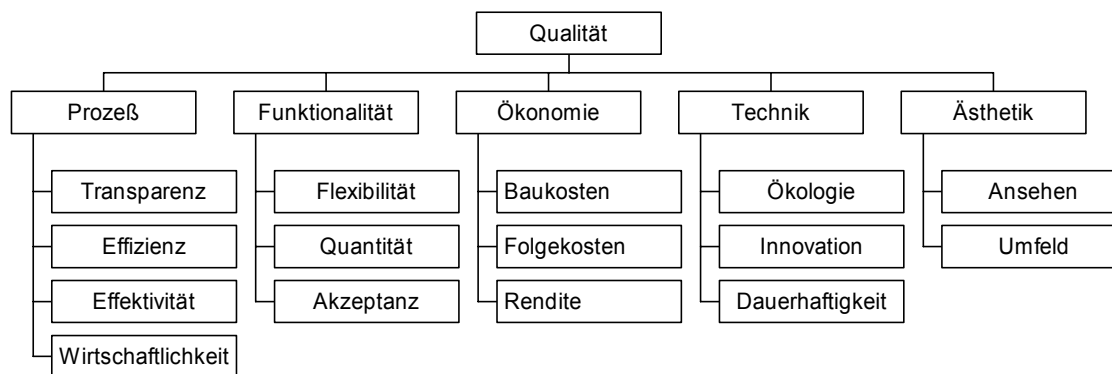 Qualität
Prozeß
Funktionalität
Ökonomie
Technik
Ästhetik
Transparenz
Flexibilität
Baukosten
Ökologie
Ansehen
Effizienz
Quantität
Folgekosten
Innovation
Umfeld
Effektivität
Akzeptanz
Rendite
Dauerhaftigkeit
Wirtschaftlichkeit